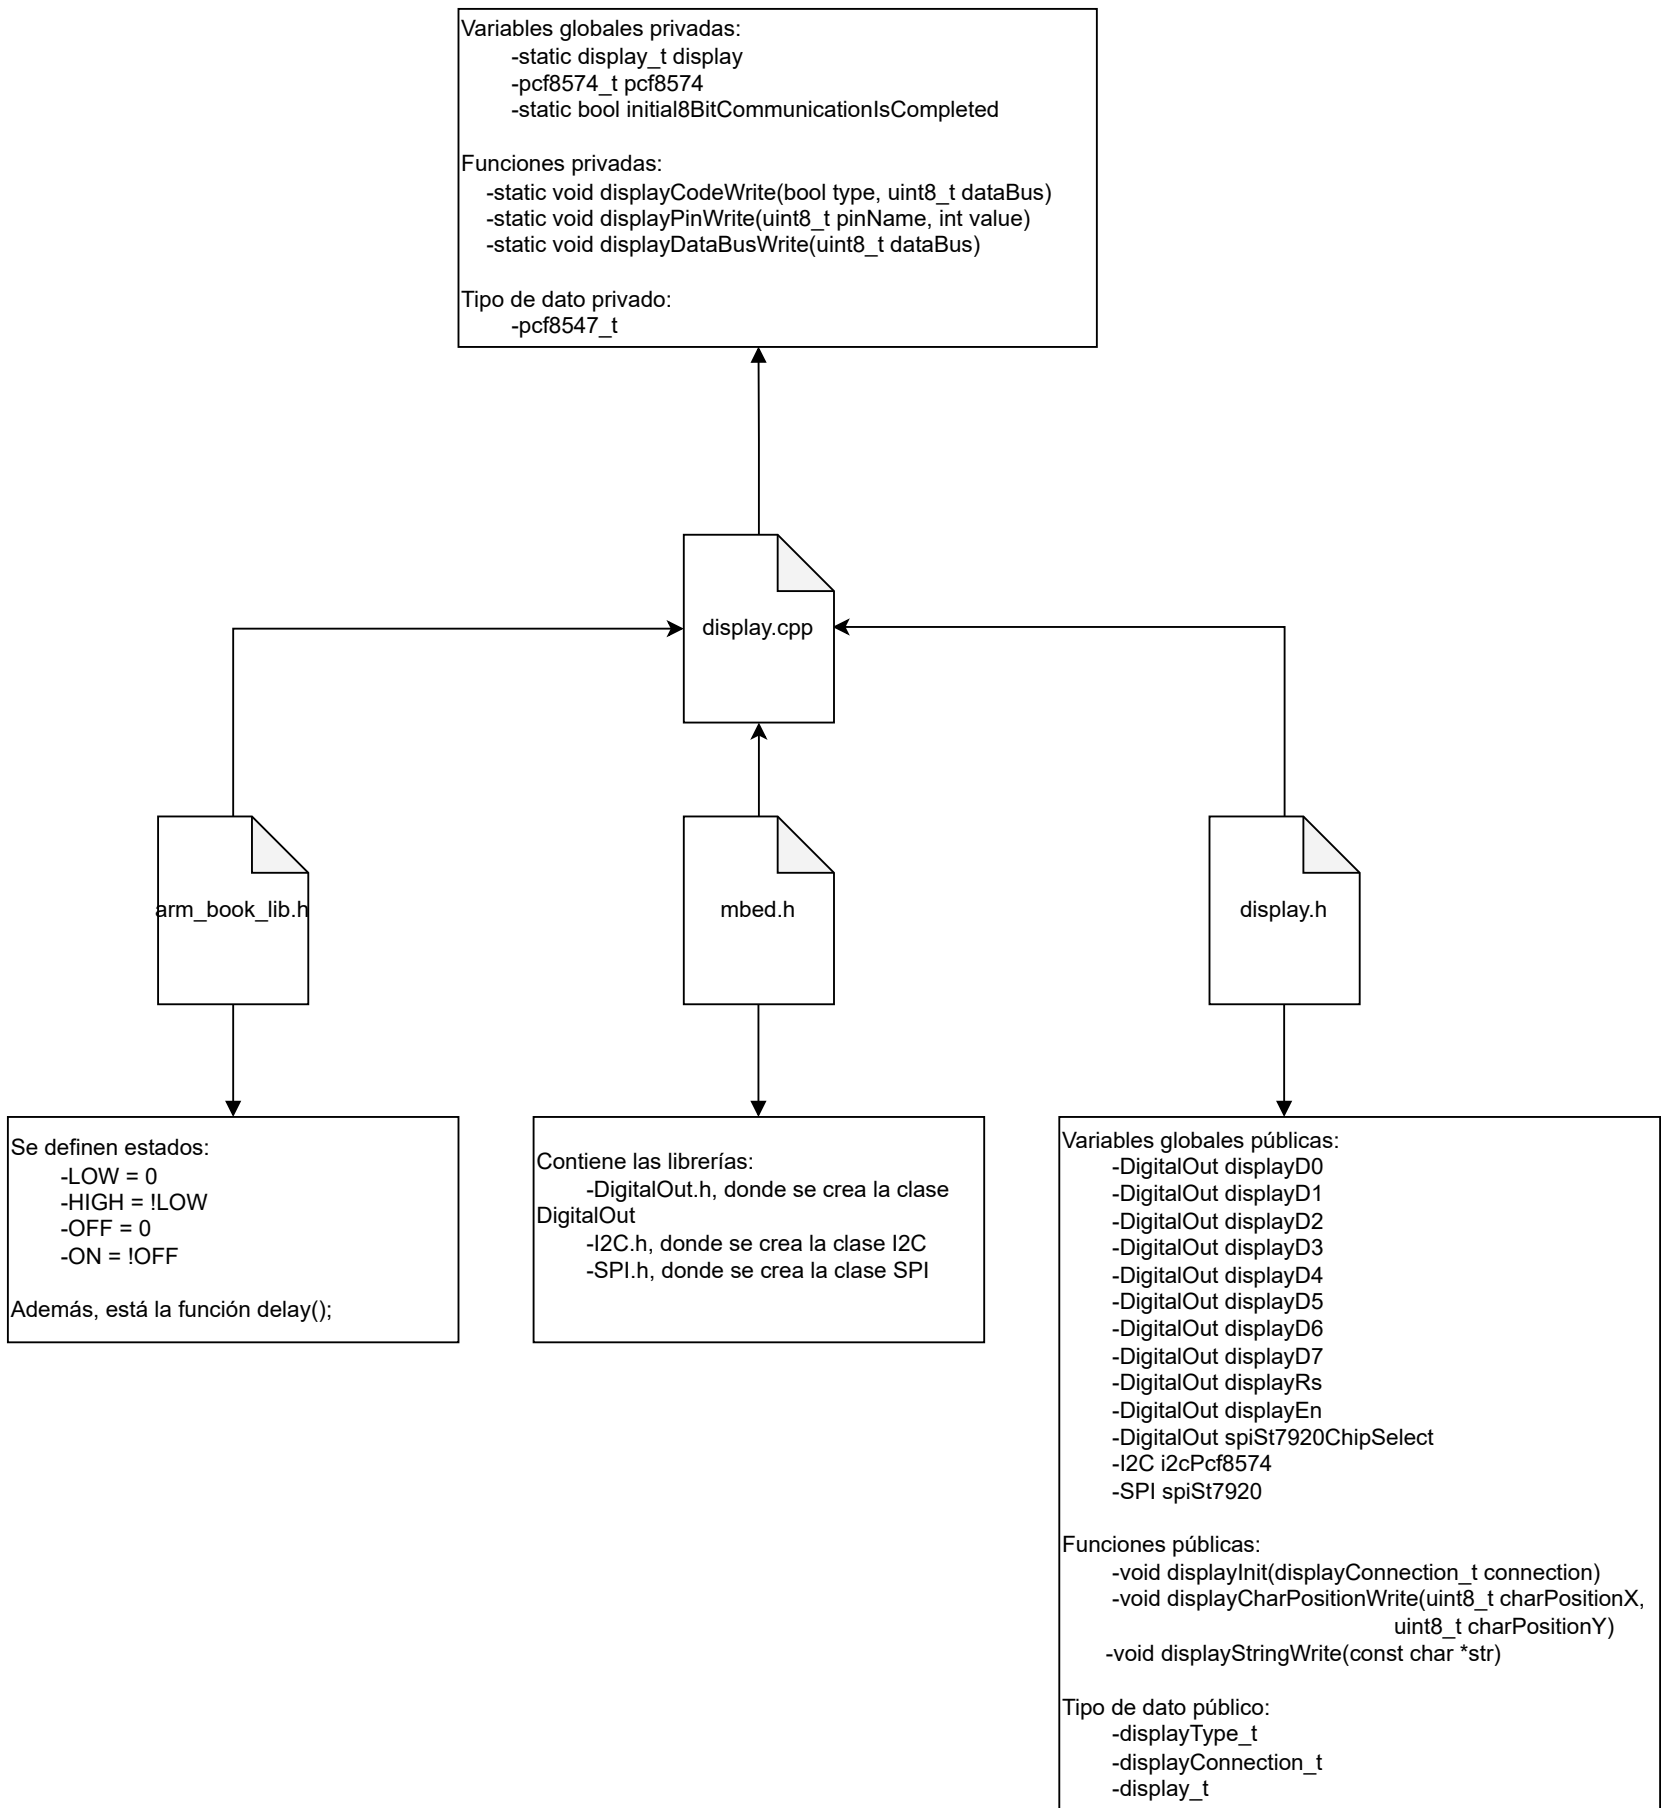 Variables globales privadas:
-static display_t display
-pcf8574_t pcf8574
-static bool initial8BitCommunicationIsCompleted
Funciones privadas:
-static void displayCodeWrite(bool type, uint8_t dataBus)
-static void displayPinWrite(uint8_t pinName, int value)
-static void displayDataBusWrite(uint8_t dataBus)
Tipo de dato privado:
-pcf8547_t
display.cpp
arm_book_lib.h
mbed.h
display.h
Se definen estados:
-LOW = 0
-HIGH = !LOW
-OFF = 0
-ON = !OFF
Además, está la función delay();
Contiene las librerías:
-DigitalOut.h, donde se crea la clase
DigitalOut
-I2C.h, donde se crea la clase I2C
-SPI.h, donde se crea la clase SPI
Variables globales públicas:
-DigitalOut displayD0
-DigitalOut displayD1
-DigitalOut displayD2
-DigitalOut displayD3
-DigitalOut displayD4
-DigitalOut displayD5
-DigitalOut displayD6
-DigitalOut displayD7
-DigitalOut displayRs
-DigitalOut displayEn
-DigitalOut spiSt7920ChipSelect
-I2C i2cPcf8574
-SPI spiSt7920
Funciones públicas:
-void displayInit(displayConnection_t connection)
-void displayCharPositionWrite(uint8_t charPositionX,
uint8_t charPositionY)
-void displayStringWrite(const char *str)
Tipo de dato público:
-displayType_t
-displayConnection_t
-display_t